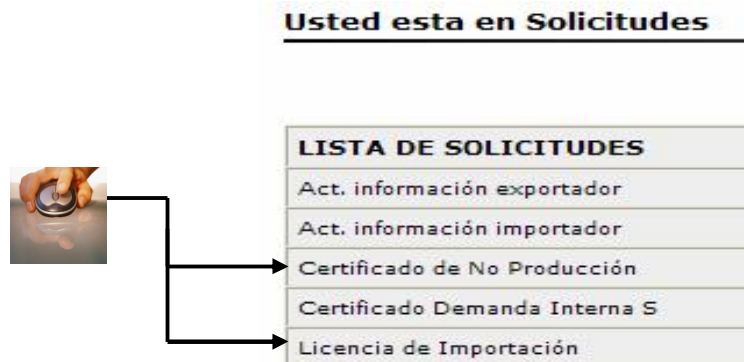 Usted esta en Solicitudes
LISTA DE SOLICITUDES
Act. información exportador
Act. información importador
Certificado de No Producción
Certificado Demanda Interna S
Licencia de Importación